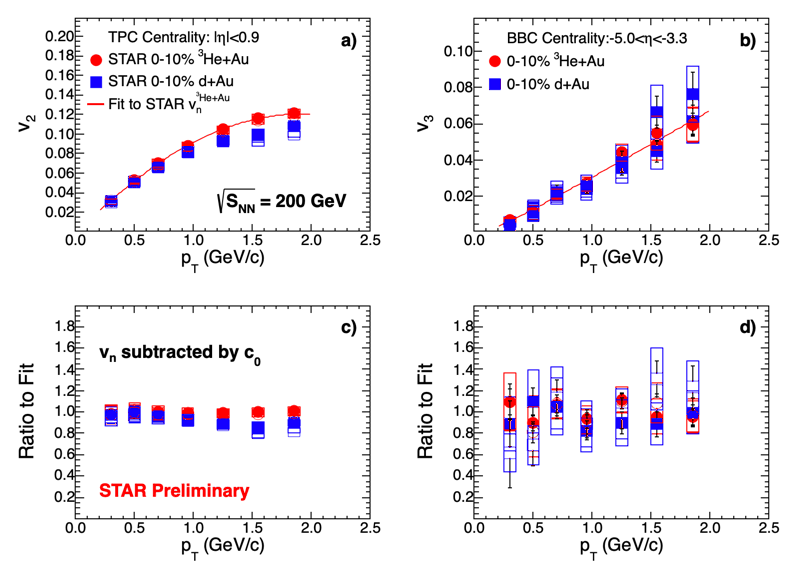 TPC Centrality: |η|<0.9
a)
STAR 0-10% ³He+Au
STAR 0-10% d+Au
Fit to STAR vₙ ³He+Au
√Sɴɴ = 200 GeV
v₂
0.20
0.18
0.16
0.14
0.12
0.10
0.08
0.06
0.04
0.02
0.0 0.5 1.0 1.5 2.0 2.5
p_T (GeV/c)
BBC Centrality:-5.0<η<-3.3
b)
0-10% ³He+Au
0-10% d+Au
v₃
0.10
0.08
0.06
0.04
0.02
0.0 0.5 1.0 1.5 2.0 2.5
p_T (GeV/c)
c)
vₙ subtracted by c₀
STAR Preliminary
Ratio to Fit
1.8
1.6
1.4
1.2
1.0
0.8
0.6
0.4
0.2
0.0 0.5 1.0 1.5 2.0 2.5
p_T (GeV/c)
d)
Ratio to Fit
1.8
1.6
1.4
1.2
1.0
0.8
0.6
0.4
0.2
0.0 0.5 1.0 1.5 2.0 2.5
p_T (GeV/c)